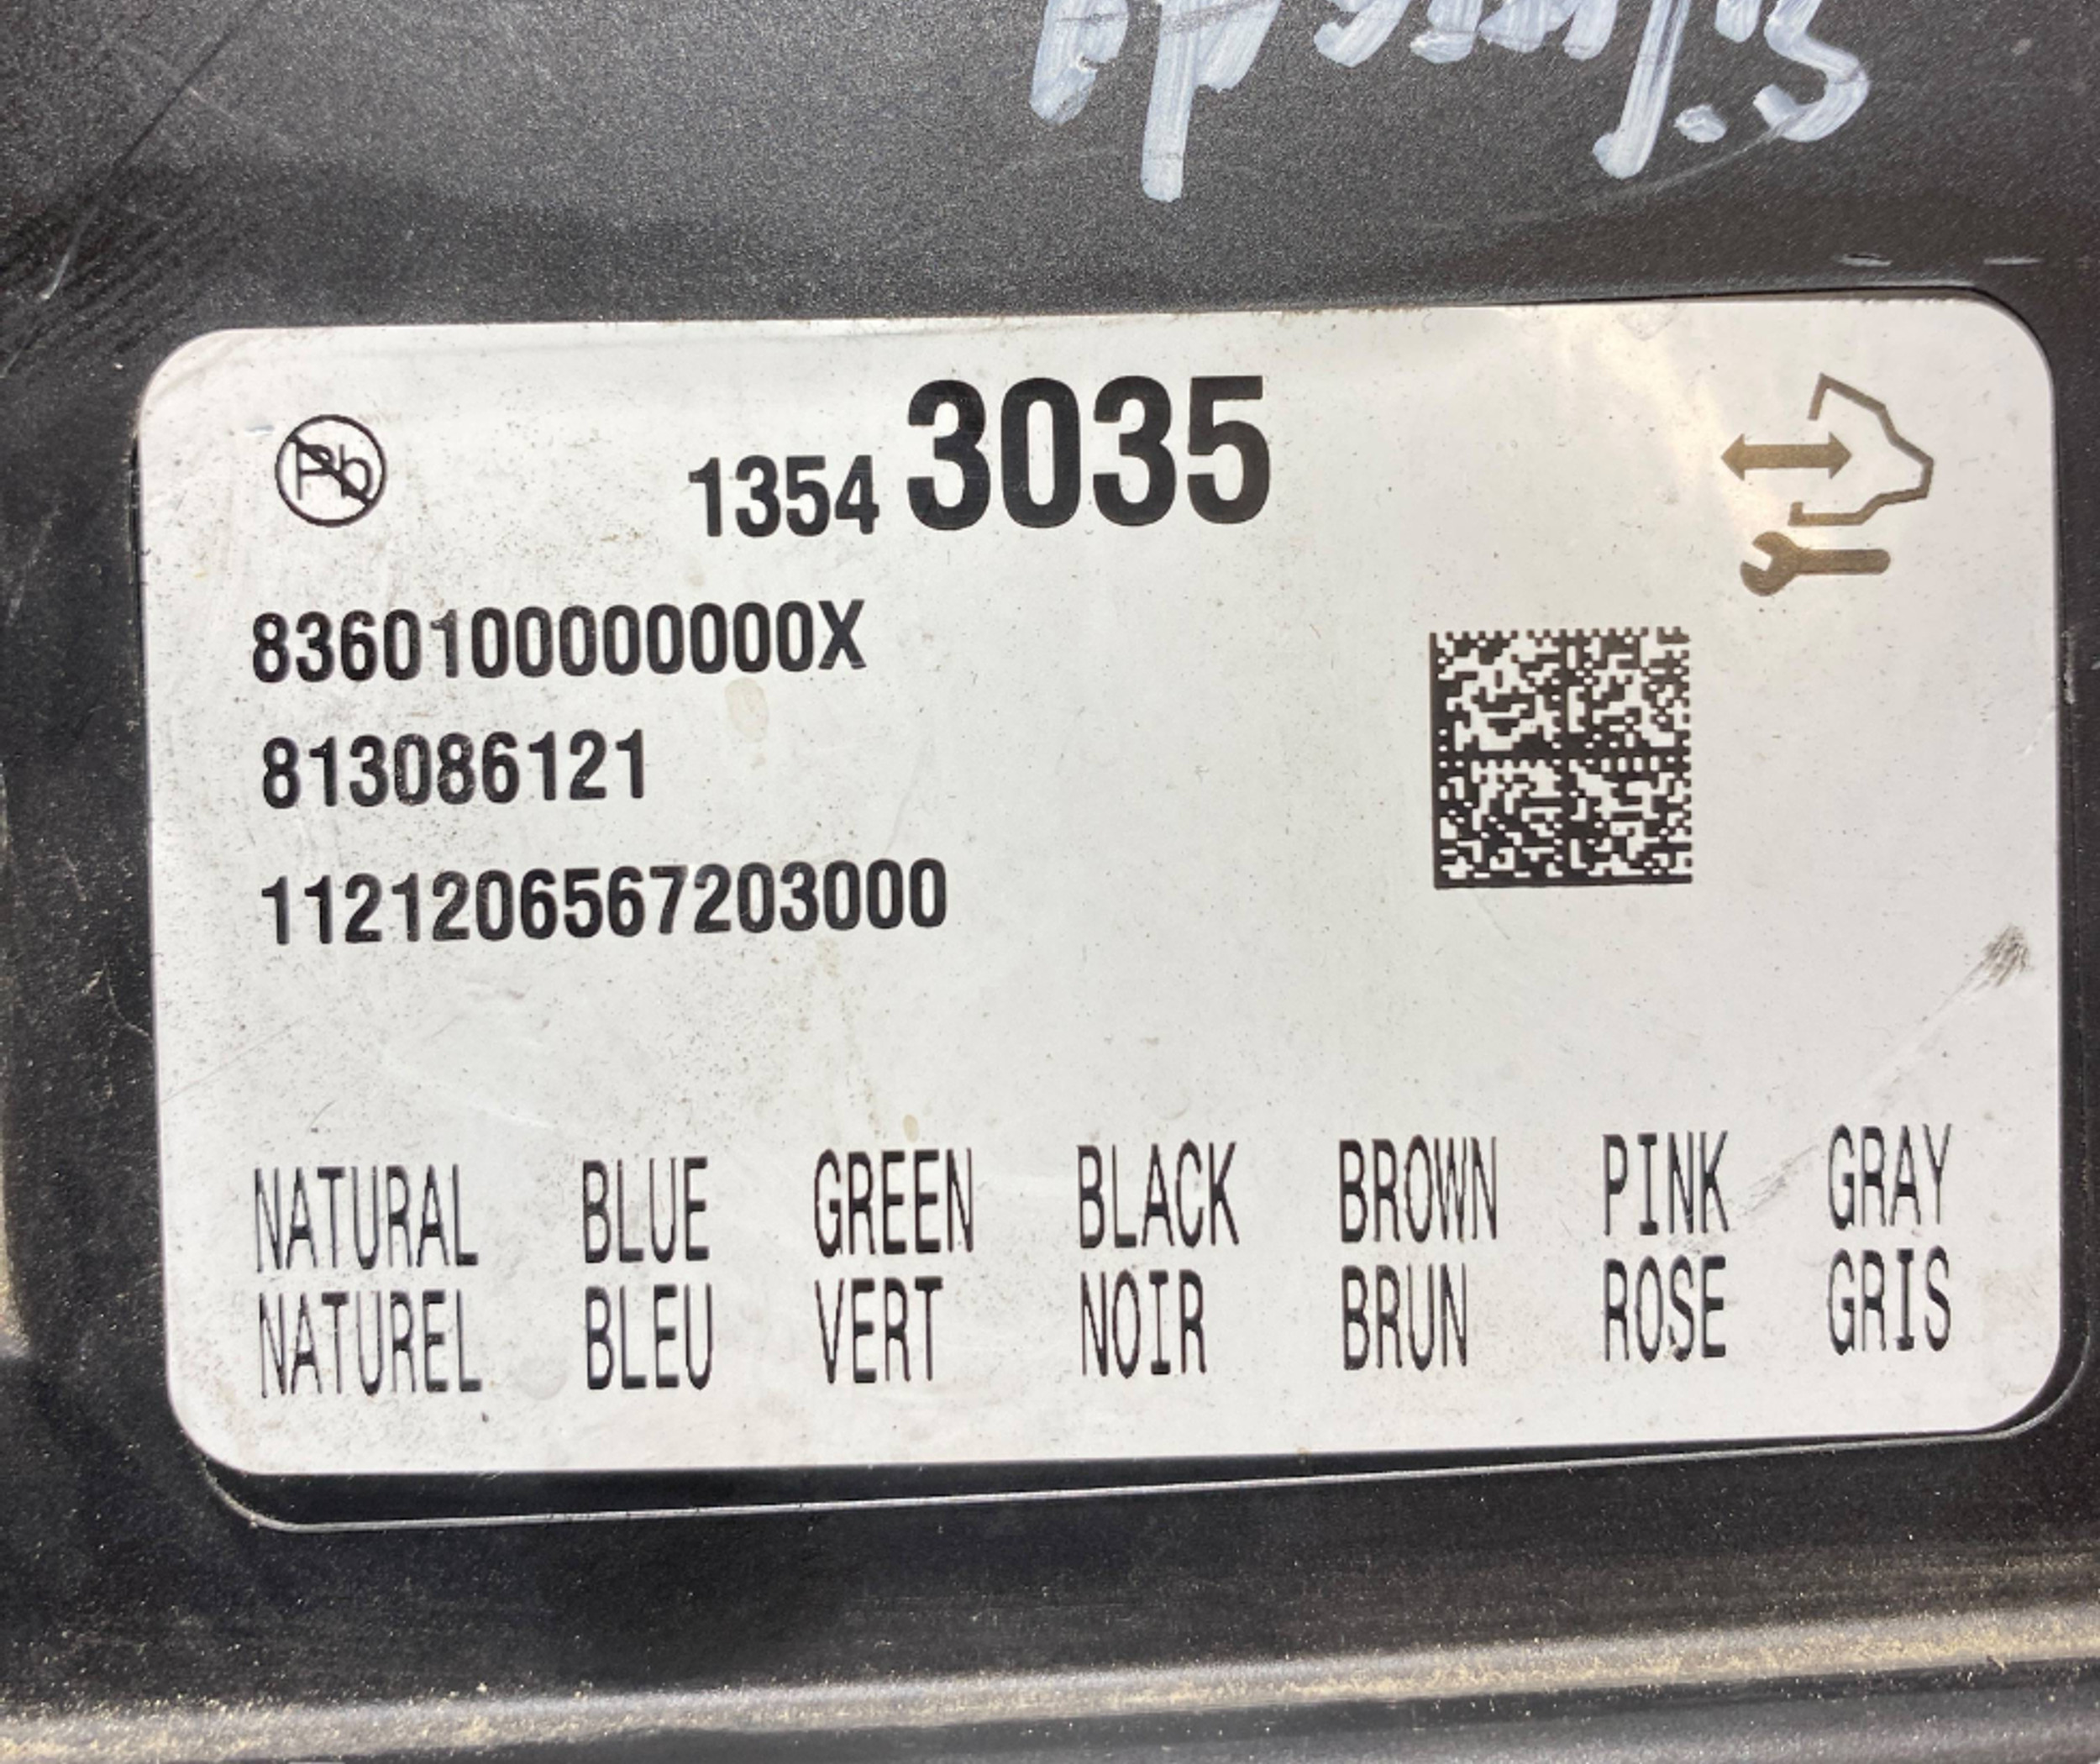 Pb
1354 3035
8360100000000X
813086121
1121206567203000
NATURAL BLUE GREEN BLACK BROWN PINK GRAY
NATUREL BLEU VERT NOIR BRUN ROSE GRIS